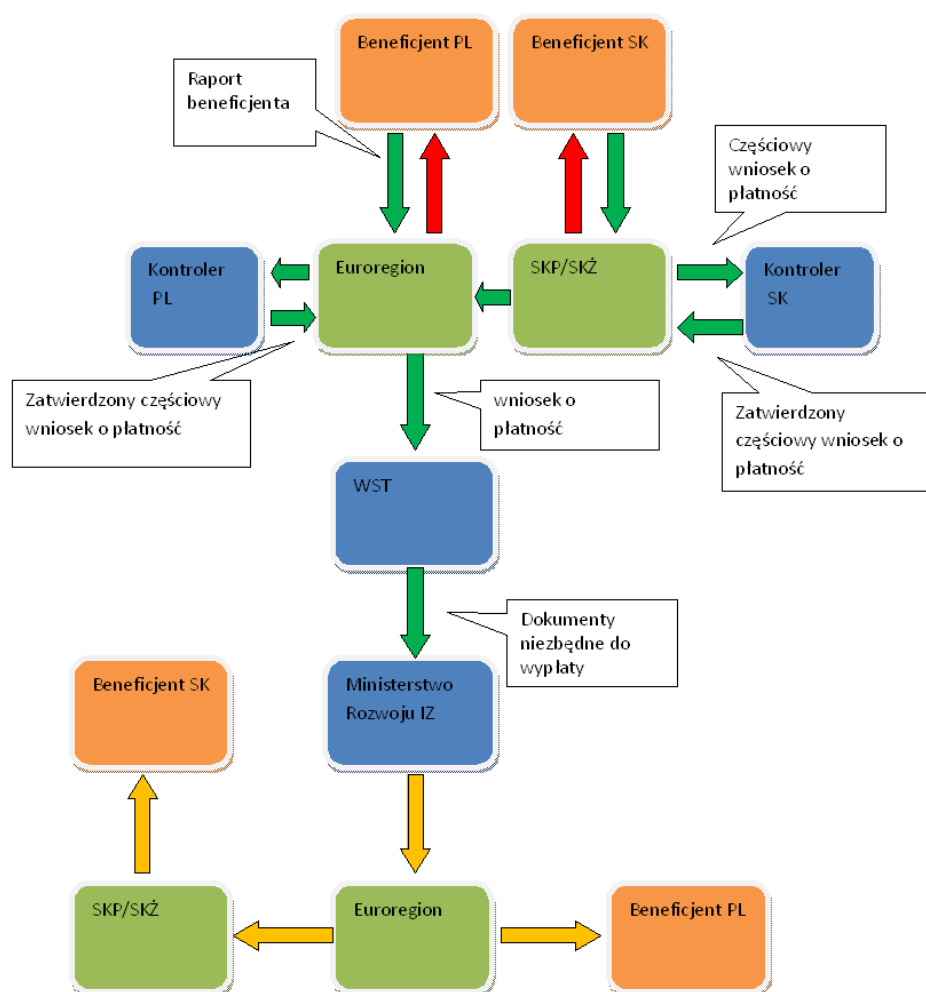 Beneficjent PL
Beneficjent SK
Raport
beneficjenta
Częściowy
wniosek o
płatność
Kontroler
PL
Euroregion
SKP/SKŻ
Kontroler
SK
Zatwierdzony częściowy
wniosek o płatność
wniosek o
płatność
Zatwierdzony
częściowy wniosek o
płatność
WST
Dokumenty
niezbędne do
wypłaty
Beneficjent SK
Ministerstwo
Rozwoju IZ
SKP/SKŻ
Euroregion
Beneficjent PL